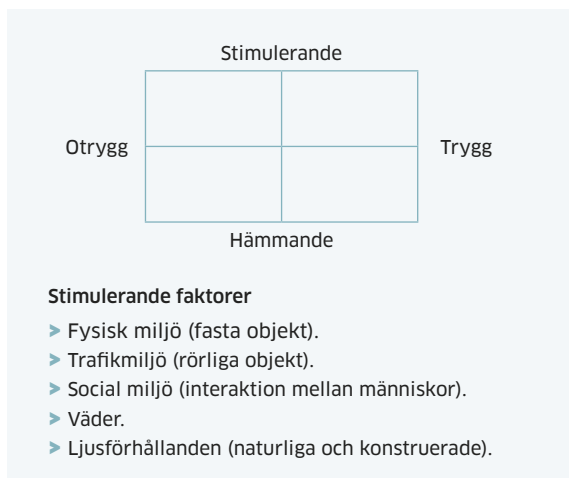 Stimulerande
Otrygg
Trygg
Hämmande
Stimulerande faktorer
> Fysisk miljö (fasta objekt).
> Trafikmiljö (rörliga objekt).
> Social miljö (interaktion mellan människor).
> Väder.
> Ljusförhållanden (naturliga och konstruerade).